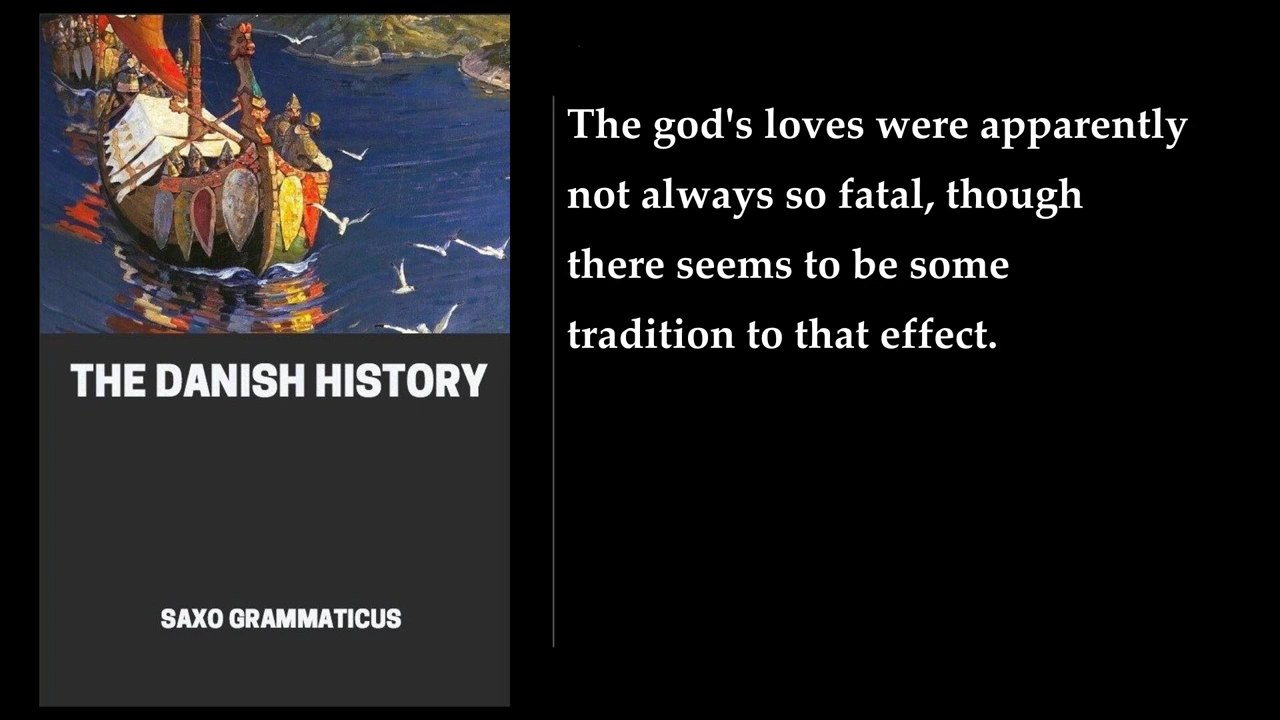 THE DANISH HISTORY
SAXO GRAMMATICUS
The god's loves were apparently
not always so fatal, though
there seems to be some
tradition to that effect.